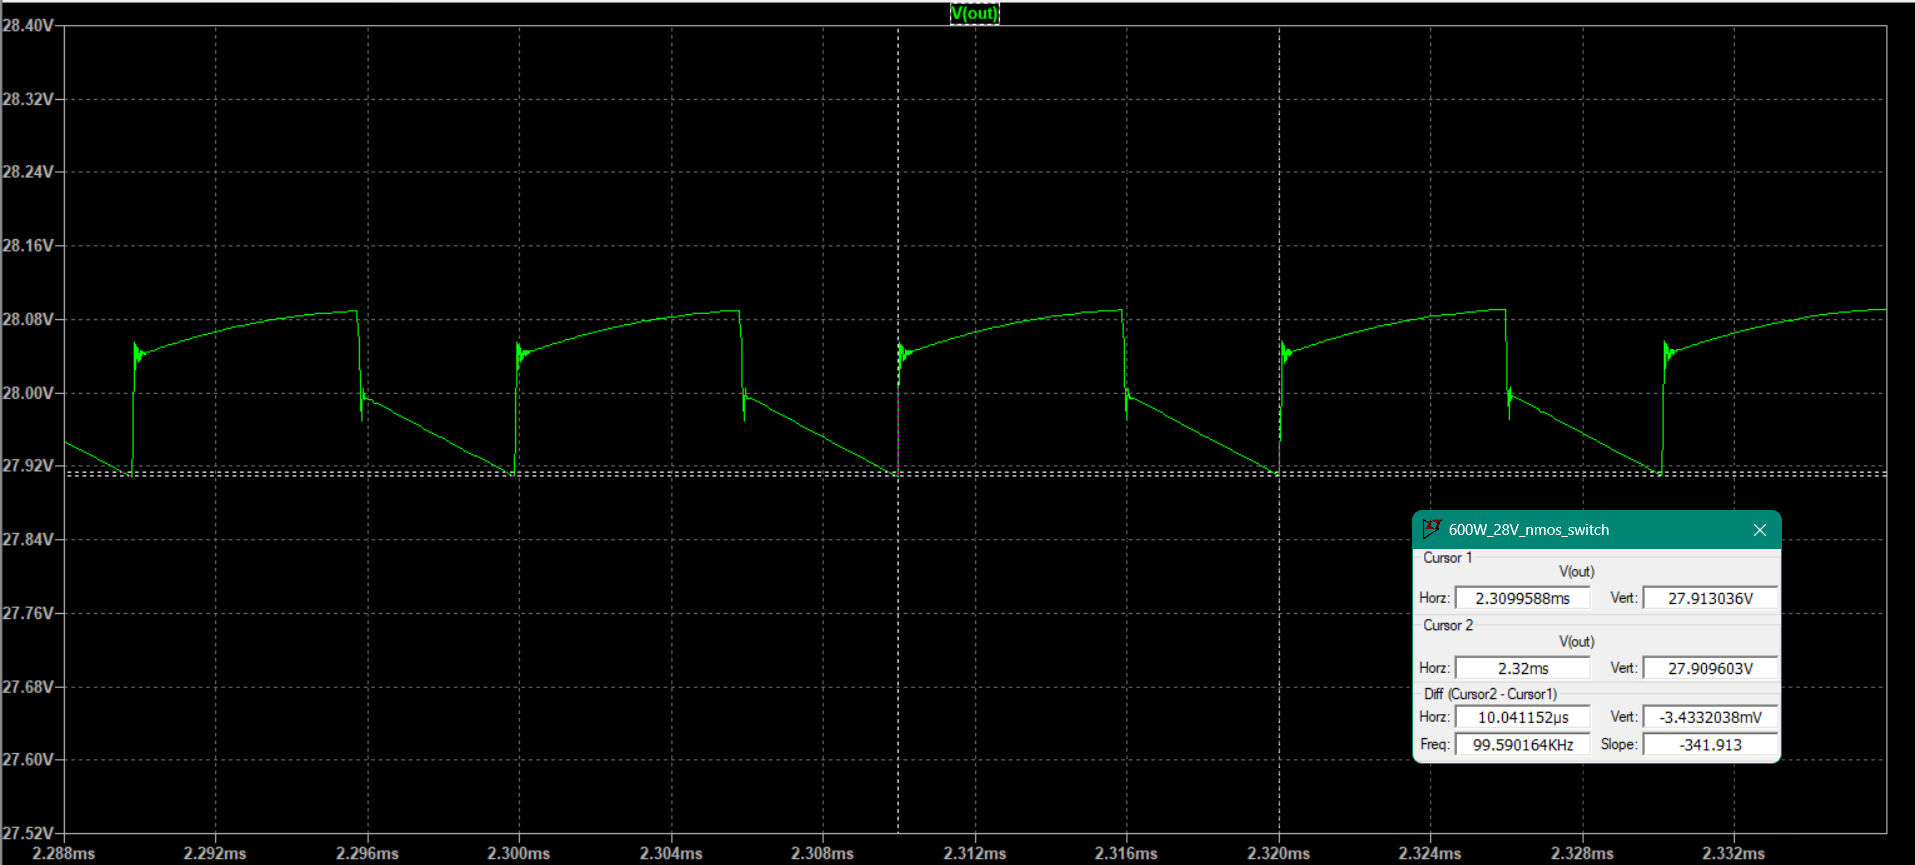 V(out)
28.40V
28.32V
28.24V
28.16V
28.08V
28.00V
27.92V
27.84V
27.76V
27.68V
27.60V
27.52V
2.288ms 2.292ms 2.296ms 2.300ms 2.304ms 2.308ms 2.312ms 2.316ms 2.320ms 2.324ms 2.328ms 2.332ms
600W_28V_nmos_switch
Cursor 1
V(out)
Horz: 2.3099588ms Vert: 27.913036V
Cursor 2
V(out)
Horz: 2.32ms Vert: 27.909603V
Diff (Cursor2 - Cursor1)
Horz: 10.041152µs Vert: -3.4332038mV
Freq: 99.590164KHz Slope: -341.913